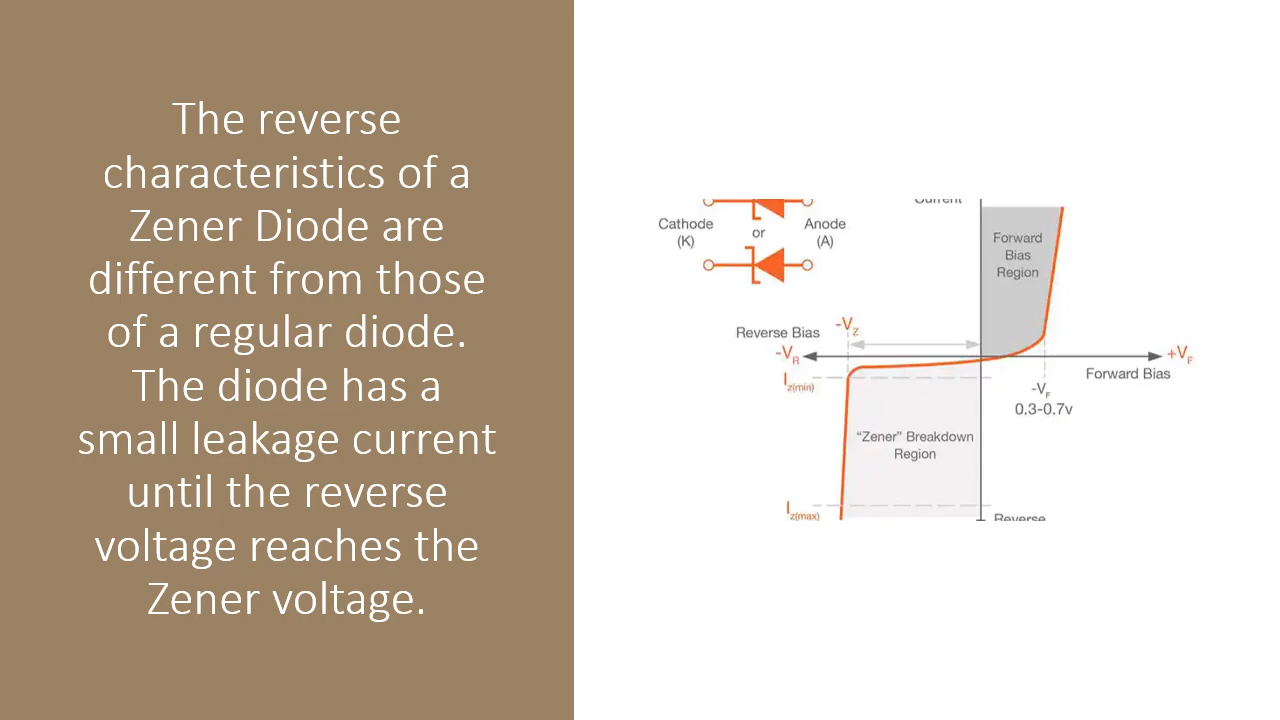 The reverse
characteristics of a
Zener Diode are
different from those
of a regular diode.
The diode has a
small leakage current
until the reverse
voltage reaches the
Zener voltage.
Current
Cathode
(K)
or
Anode
(A)
Forward
Bias
Region
-VZ
Reverse Bias
-VR
+VF
Forward Bias
Iz(min)
-VF
0.3-0.7v
"Zener" Breakdown
Region
Iz(max)
Reverse